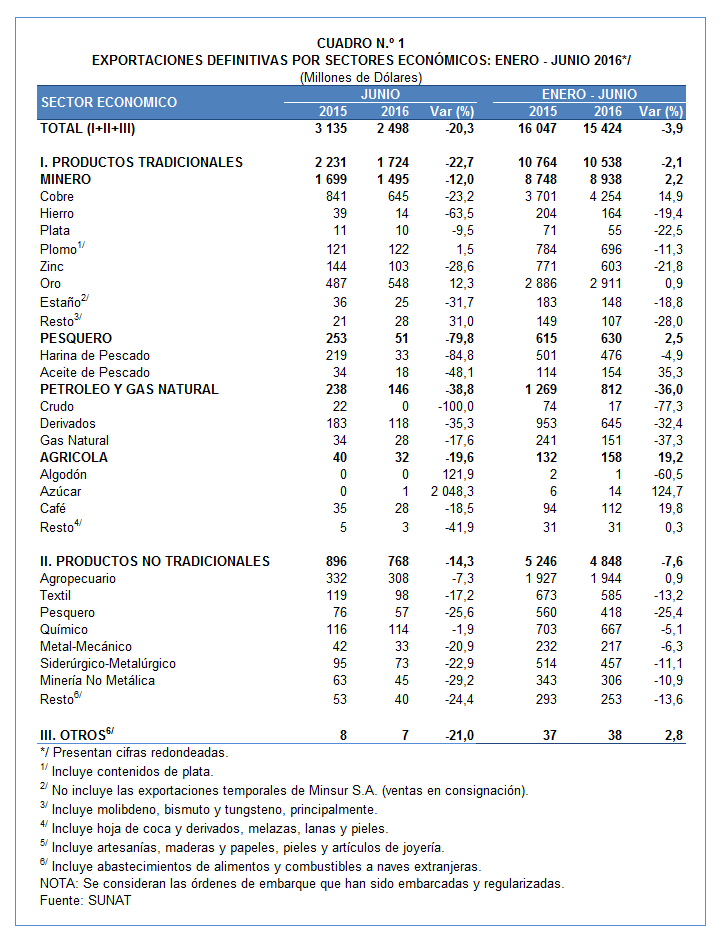 CUADRO N.º 1
EXPORTACIONES DEFINITIVAS POR SECTORES ECONÓMICOS: ENERO - JUNIO 2016*/
(Millones de Dólares)
SECTOR ECONOMICO JUNIO ENERO - JUNIO
2015 2016 Var (%) 2015 2016 Var (%)
TOTAL (I+II+III) 3 135 2 498 -20,3 16 047 15 424 -3,9
I. PRODUCTOS TRADICIONALES 2 231 1 724 -22,7 10 764 10 538 -2,1
MINERO 1 699 1 495 -12,0 8 748 8 938 2,2
Cobre 841 645 -23,2 3 701 4 254 14,9
Hierro 39 14 -63,5 204 164 -19,4
Plata 11 10 -9,5 71 55 -22,5
Plomo1/ 121 122 1,5 784 696 -11,3
Zinc 144 103 -28,6 771 603 -21,8
Oro 487 548 12,3 2 886 2 911 0,9
Estaño2/ 36 25 -31,7 183 148 -18,8
Resto3/ 21 28 31,0 149 107 -28,0
PESQUERO 253 51 -79,8 615 630 2,5
Harina de Pescado 219 33 -84,8 501 476 -4,9
Aceite de Pescado 34 18 -48,1 114 154 35,3
PETROLEO Y GAS NATURAL 238 146 -38,8 1 269 812 -36,0
Crudo 22 0 -100,0 74 17 -77,3
Derivados 183 118 -35,3 953 645 -32,4
Gas Natural 34 28 -17,6 241 151 -37,3
AGRICOLA 40 32 -19,6 132 158 19,2
Algodón 0 0 121,9 2 1 -60,5
Azúcar 0 1 2 048,3 6 14 124,7
Café 35 28 -18,5 94 112 19,8
Resto4/ 5 3 -41,9 31 31 0,3
II. PRODUCTOS NO TRADICIONALES 896 768 -14,3 5 246 4 848 -7,6
Agropecuario 332 308 -7,3 1 927 1 944 0,9
Textil 119 98 -17,2 673 585 -13,2
Pesquero 76 57 -25,6 560 418 -25,4
Químico 116 114 -1,9 703 667 -5,1
Metal-Mecánico 42 33 -20,9 232 217 -6,3
Siderúrgico-Metalúrgico 95 73 -22,9 514 457 -11,1
Minería No Metálica 63 45 -29,2 343 306 -10,9
Resto6/ 53 40 -24,4 293 253 -13,6
III. OTROS6/ 8 7 -21,0 37 38 2,8
*/ Presentan cifras redondeadas.
1/ Incluye contenidos de plata.
2/ No incluye las exportaciones temporales de Minsur S.A. (ventas en consignación).
3/ Incluye molibdeno, bismuto y tungsteno, principalmente.
4/ Incluye hoja de coca y derivados, melazas, lanas y pieles.
5/ Incluye artesanías, maderas y papeles, pieles y artículos de joyería.
6/ Incluye abastecimientos de alimentos y combustibles a naves extranjeras.
NOTA: Se consideran las órdenes de embarque que han sido embarcadas y regularizadas.
Fuente: SUNAT